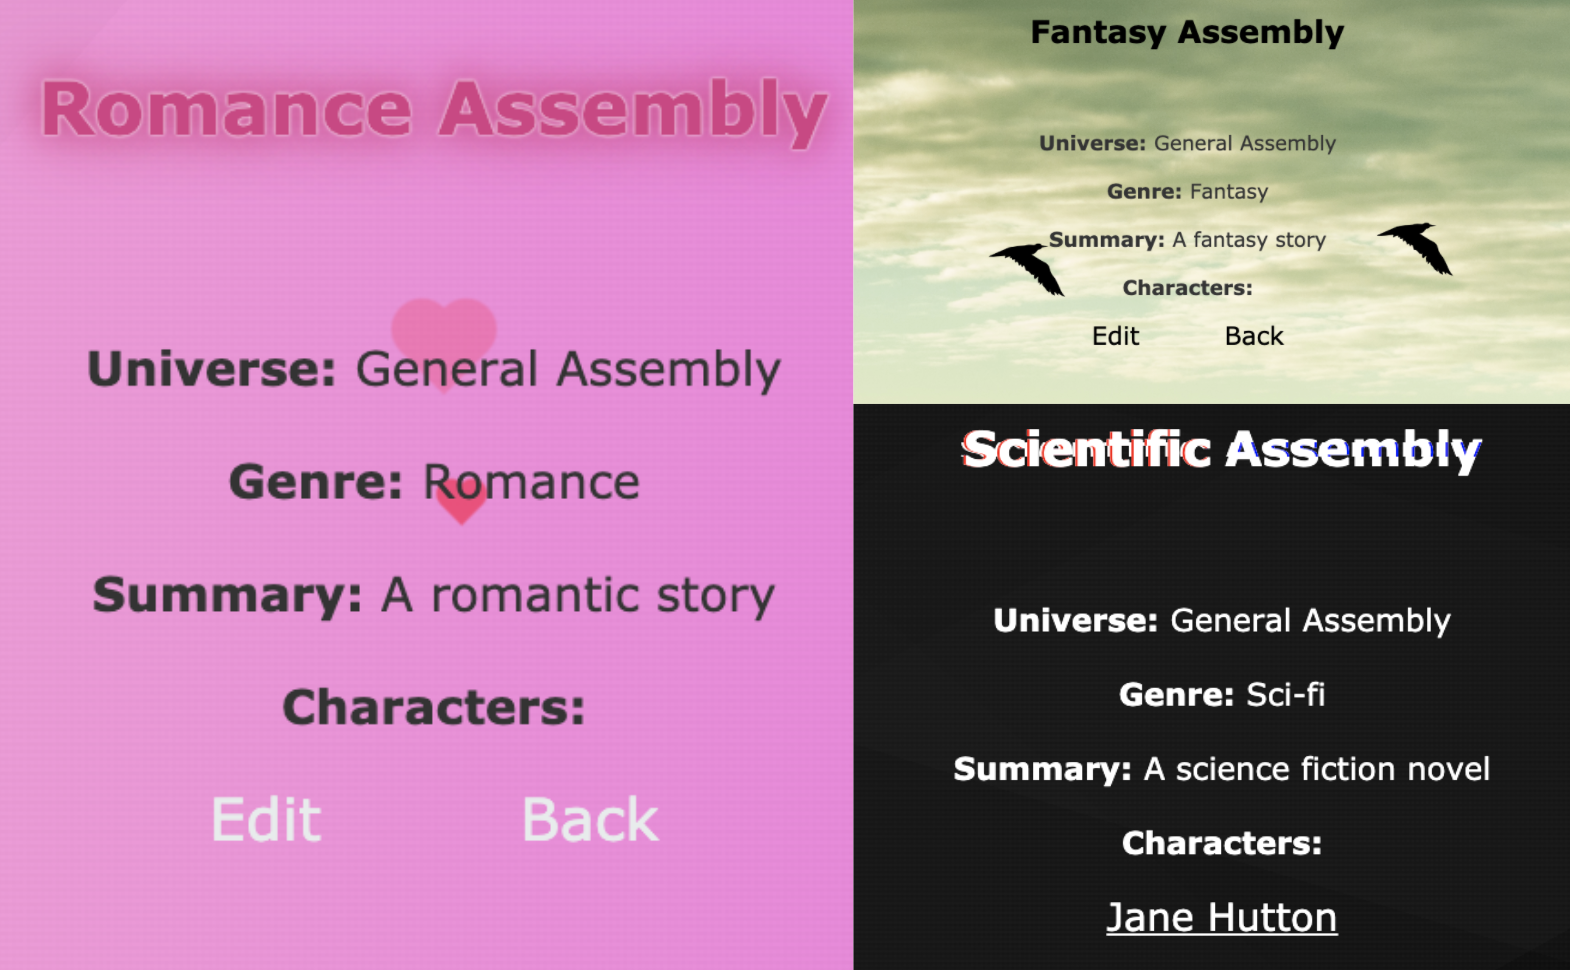 Romance Assembly
Universe: General Assembly
Genre: Romance
Summary: A romantic story
Characters:
Edit Back
Fantasy Assembly
Universe: General Assembly
Genre: Fantasy
Summary: A fantasy story
Characters:
Edit Back
Scientific Assembly
Universe: General Assembly
Genre: Sci-fi
Summary: A science fiction novel
Characters:
Jane Hutton